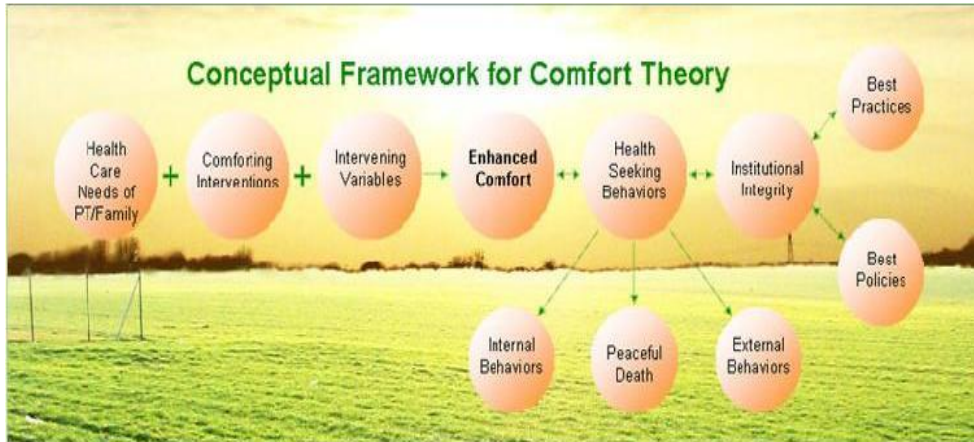 Conceptual Framework for Comfort Theory
Health
Care
Needs of
PT/Family
+
Comforting
Interventions
+
Intervening
Variables
Enhanced
Comfort
Health
Seeking
Behaviors
Institutional
Integrity
Best
Practices
Best
Policies
Internal
Behaviors
Peaceful
Death
External
Behaviors